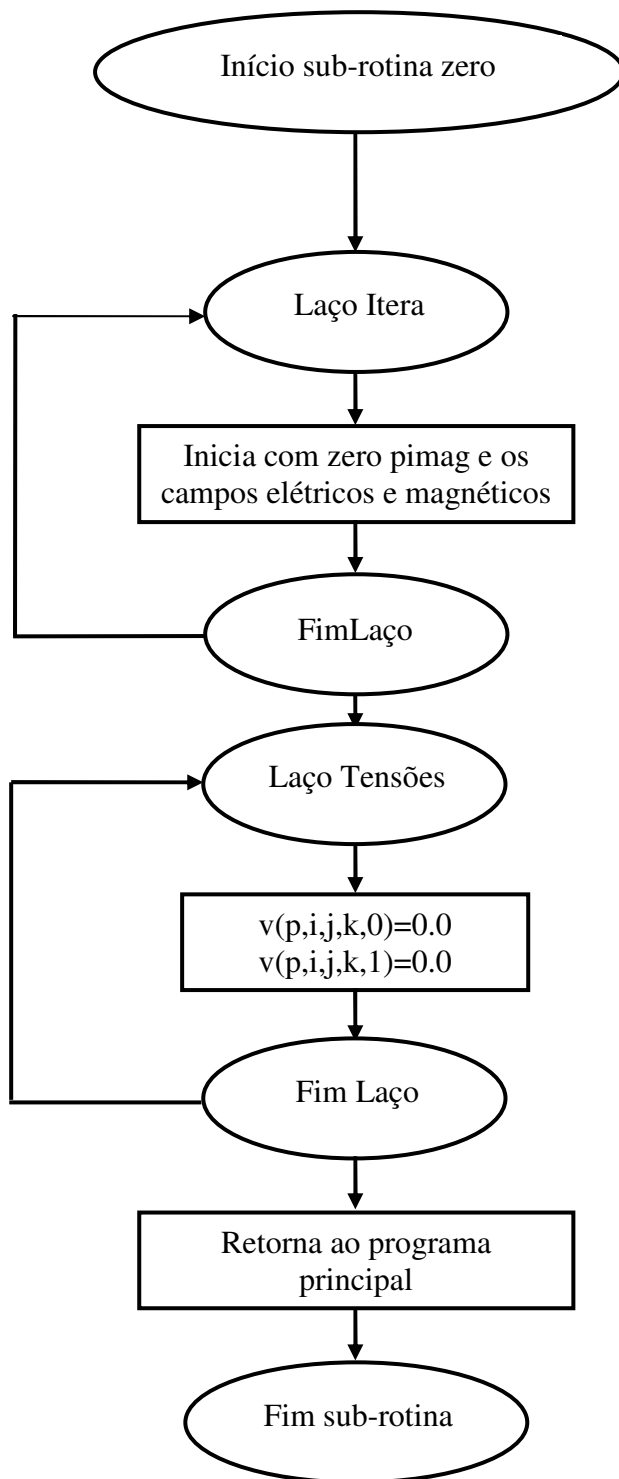 Início sub-rotina zero
Laço Itera
Inicia com zero pimag e os
campos elétricos e magnéticos
FimLaço
Laço Tensões
v(p,i,j,k,0)=0.0
v(p,i,j,k,1)=0.0
Fim Laço
Retorna ao programa
principal
Fim sub-rotina